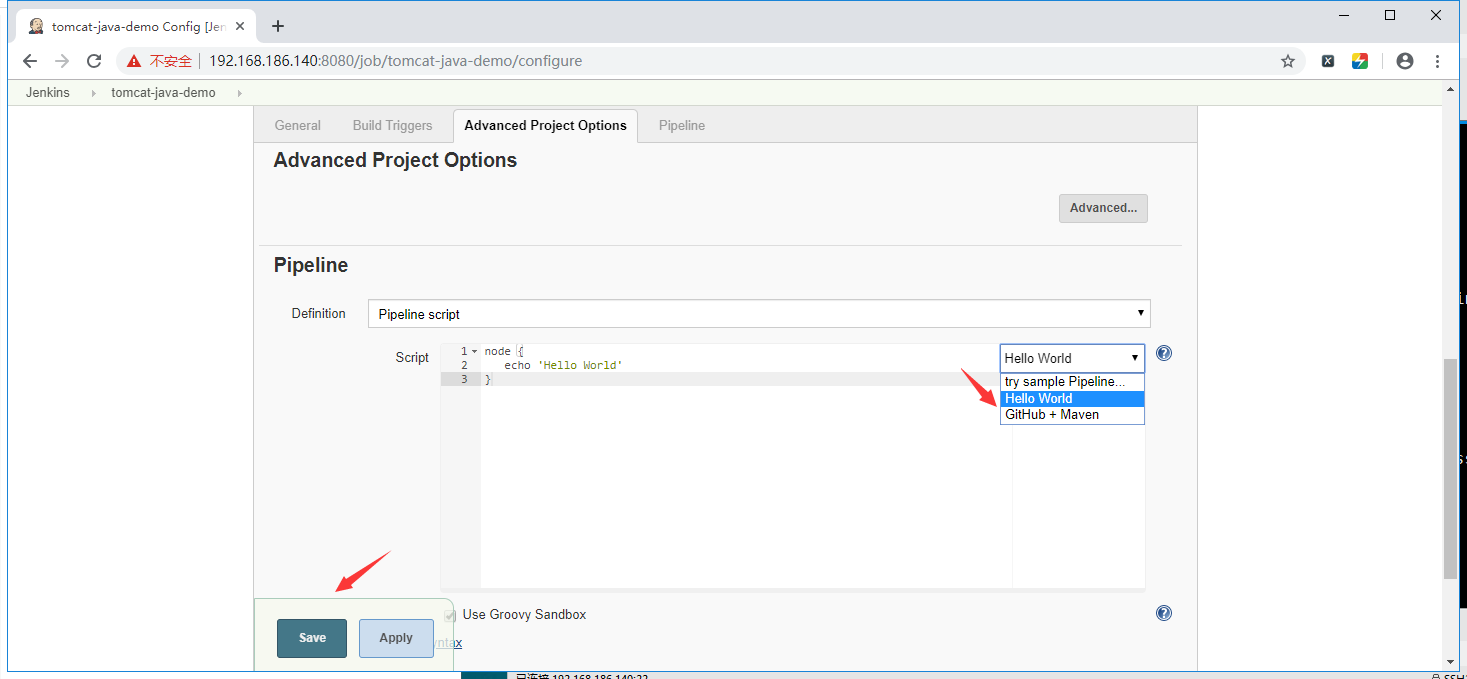 tomcat-java-demo Config [Jen
不安全
192.168.186.140:8080/job/tomcat-java-demo/configure
Jenkins
tomcat-java-demo
General
Build Triggers
Advanced Project Options
Pipeline
Advanced Project Options
Advanced...
Pipeline
Definition
Pipeline script
Script
1 node {
2 echo 'Hello World'
3 }
Hello World
try sample Pipeline...
Hello World
GitHub + Maven
Use Groovy Sandbox
Save
Apply
yntax
已连接 192.168.186.140:22